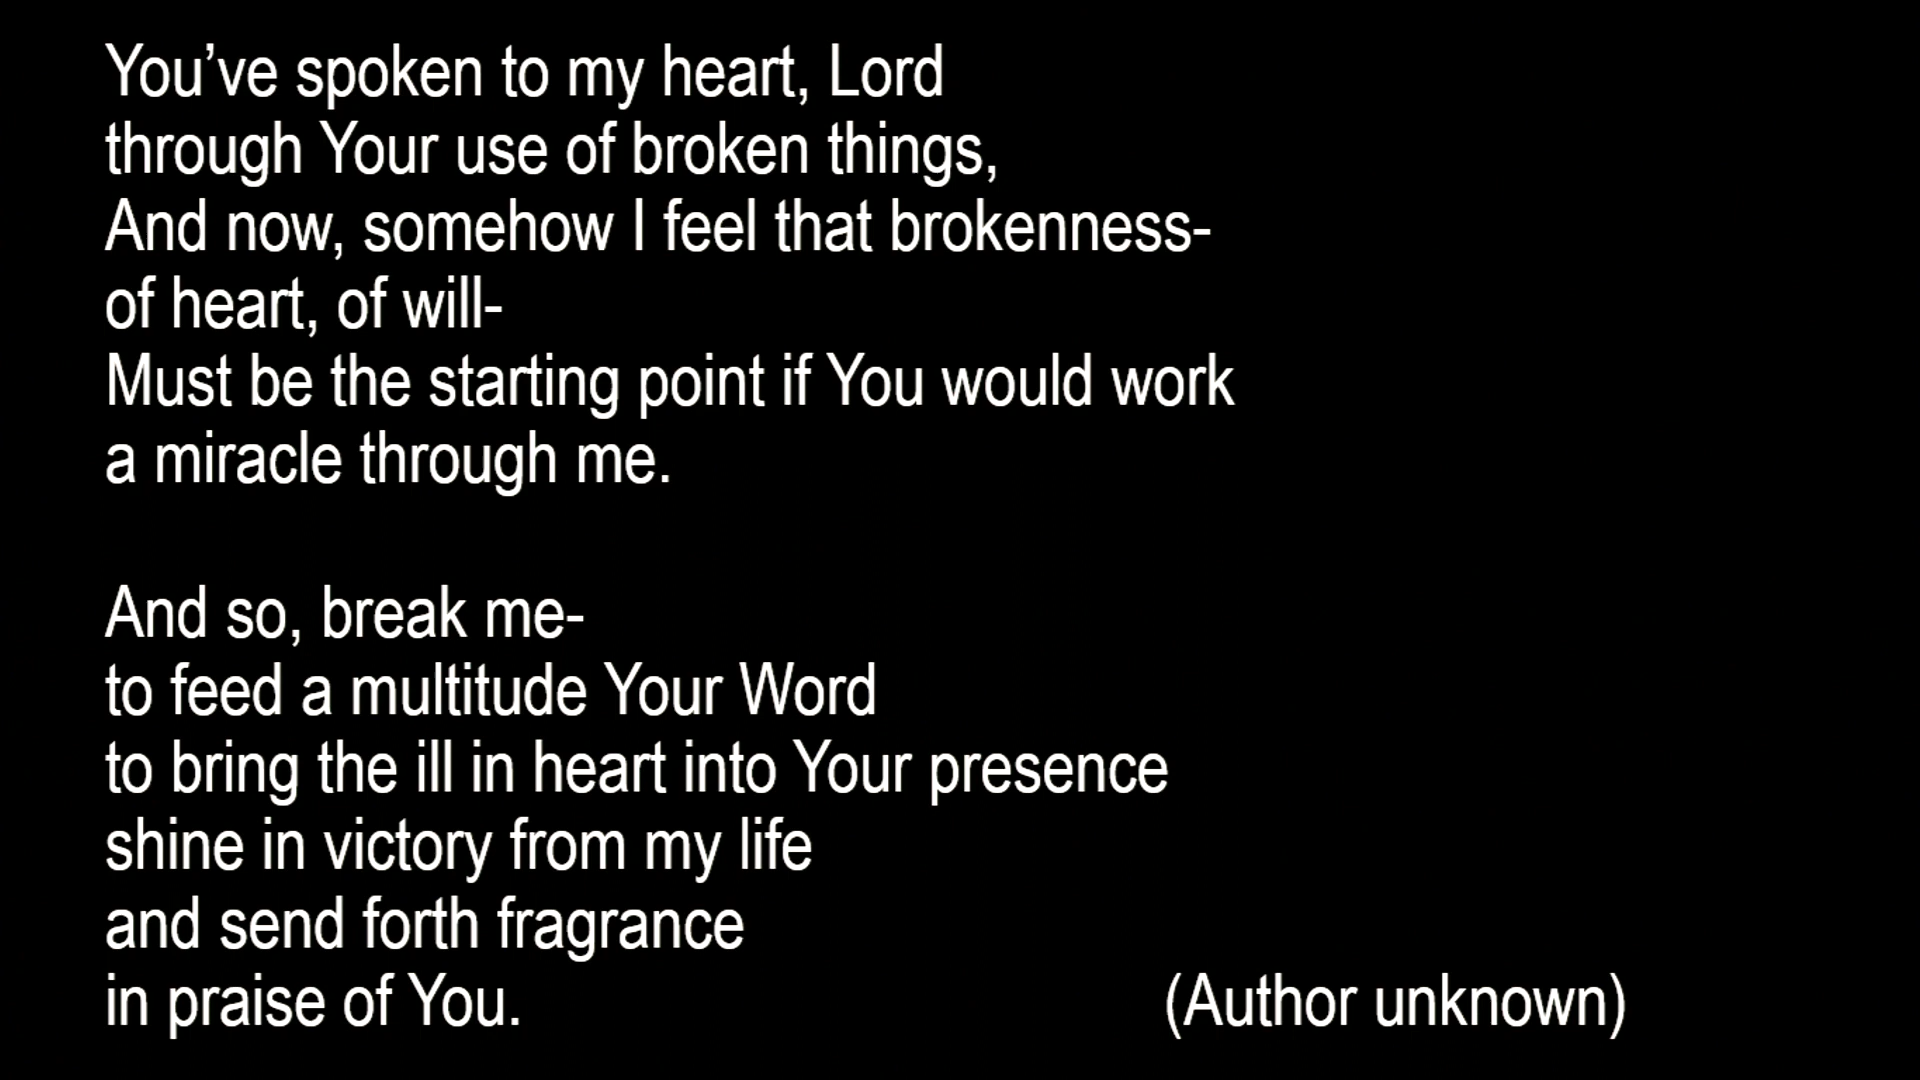 You’ve spoken to my heart, Lord
through Your use of broken things,
And now, somehow I feel that brokenness-
of heart, of will-
Must be the starting point if You would work
a miracle through me.
And so, break me-
to feed a multitude Your Word
to bring the ill in heart into Your presence
shine in victory from my life
and send forth fragrance
in praise of You. (Author unknown)